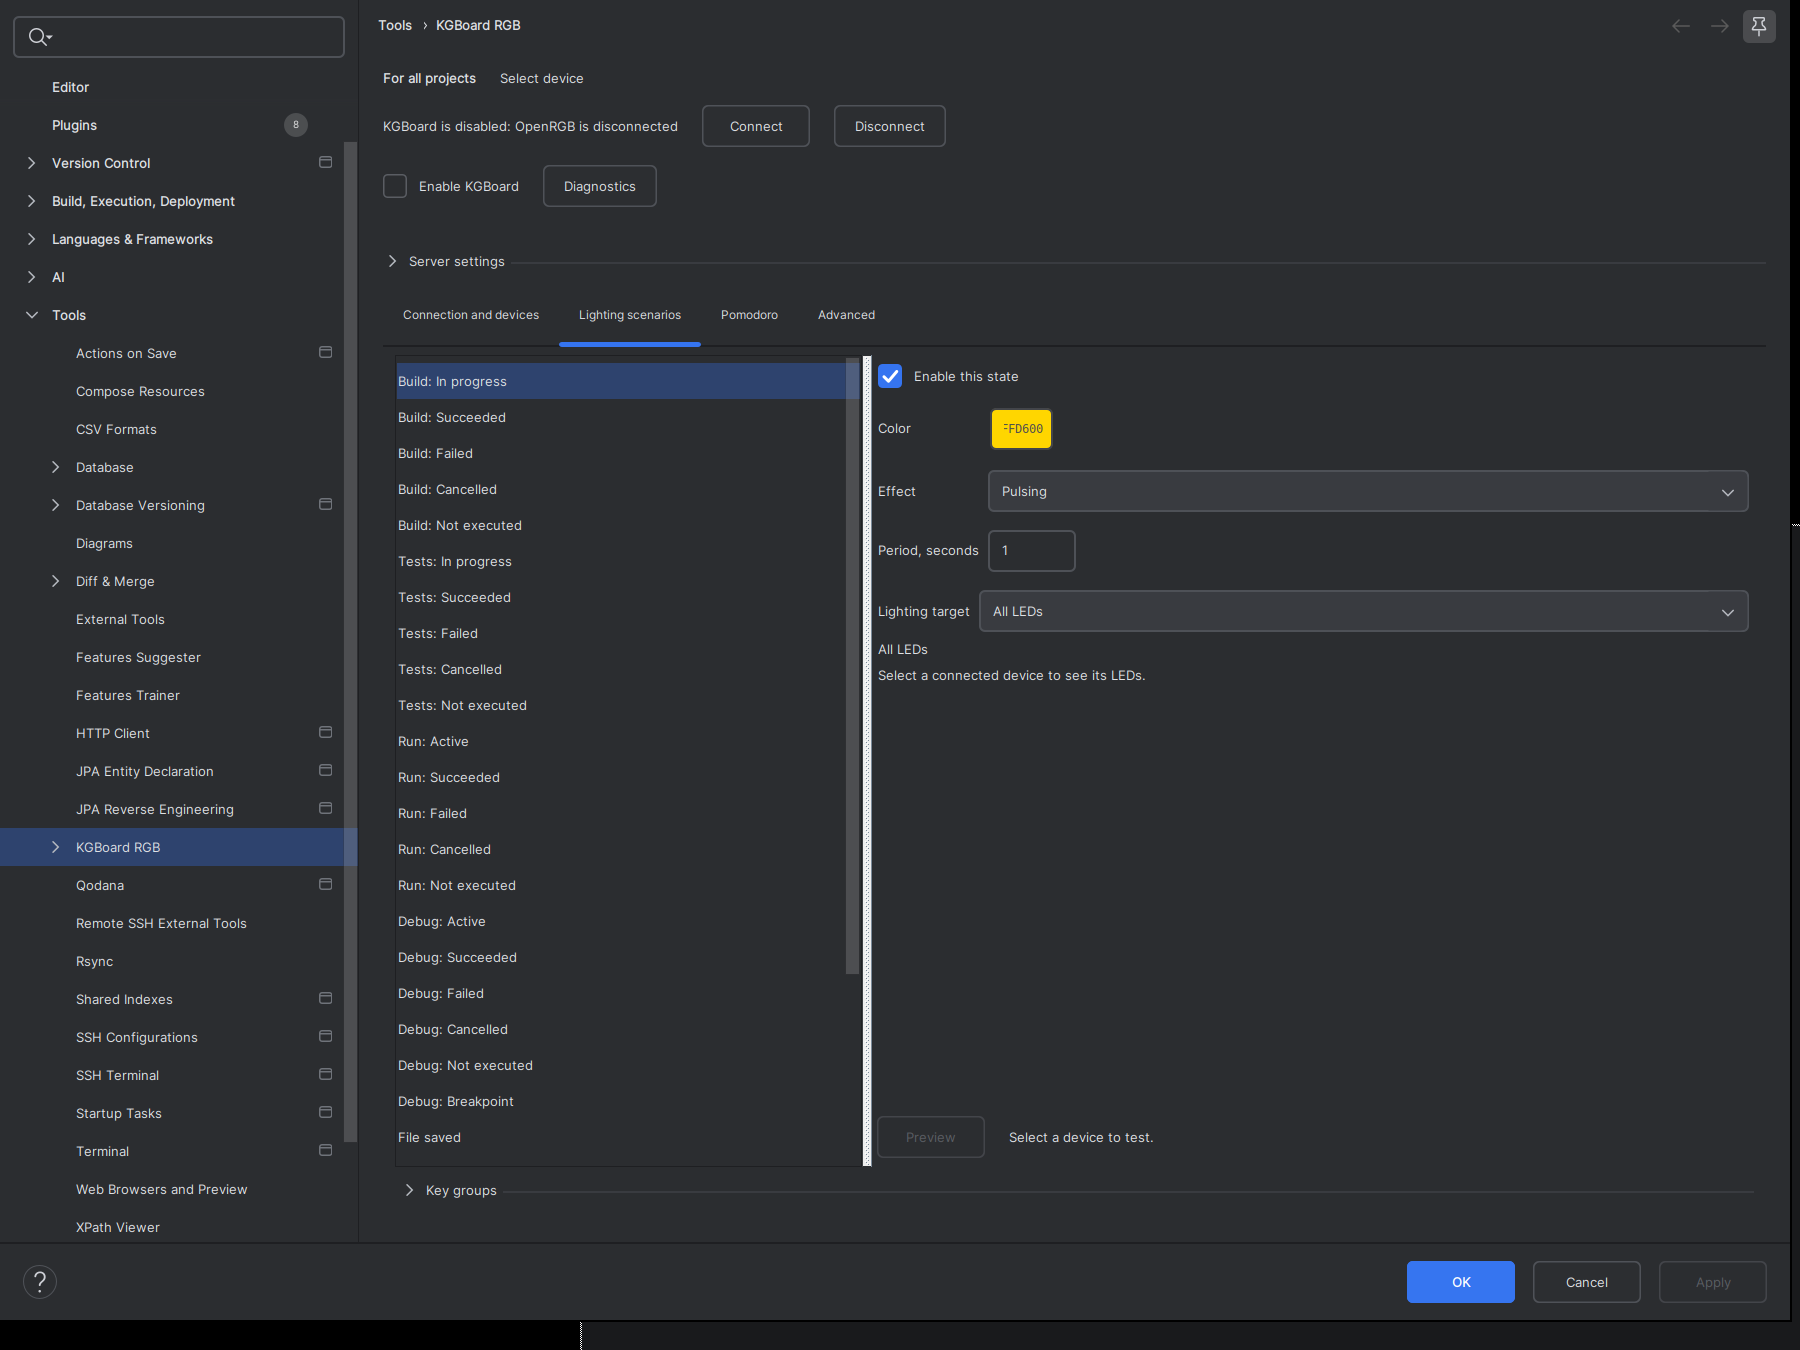 Tools › KGBoard RGB
Editor
Plugins 8
Version Control
Build, Execution, Deployment
Languages & Frameworks
AI
Tools
Actions on Save
Compose Resources
CSV Formats
Database
Database Versioning
Diagrams
Diff & Merge
External Tools
Features Suggester
Features Trainer
HTTP Client
JPA Entity Declaration
JPA Reverse Engineering
KGBoard RGB
Qodana
Remote SSH External Tools
Rsync
Shared Indexes
SSH Configurations
SSH Terminal
Startup Tasks
Terminal
Web Browsers and Preview
XPath Viewer
For all projects Select device
KGBoard is disabled: OpenRGB is disconnected Connect Disconnect
Enable KGBoard Diagnostics
Server settings
Connection and devices Lighting scenarios Pomodoro Advanced
Build: In progress
Build: Succeeded
Build: Failed
Build: Cancelled
Build: Not executed
Tests: In progress
Tests: Succeeded
Tests: Failed
Tests: Cancelled
Tests: Not executed
Run: Active
Run: Succeeded
Run: Failed
Run: Cancelled
Run: Not executed
Debug: Active
Debug: Succeeded
Debug: Failed
Debug: Cancelled
Debug: Not executed
Debug: Breakpoint
File saved
Enable this state
Color FFD600
Effect Pulsing
Period, seconds 1
Lighting target All LEDs
All LEDs
Select a connected device to see its LEDs.
Preview Select a device to test.
Key groups
? OK Cancel Apply